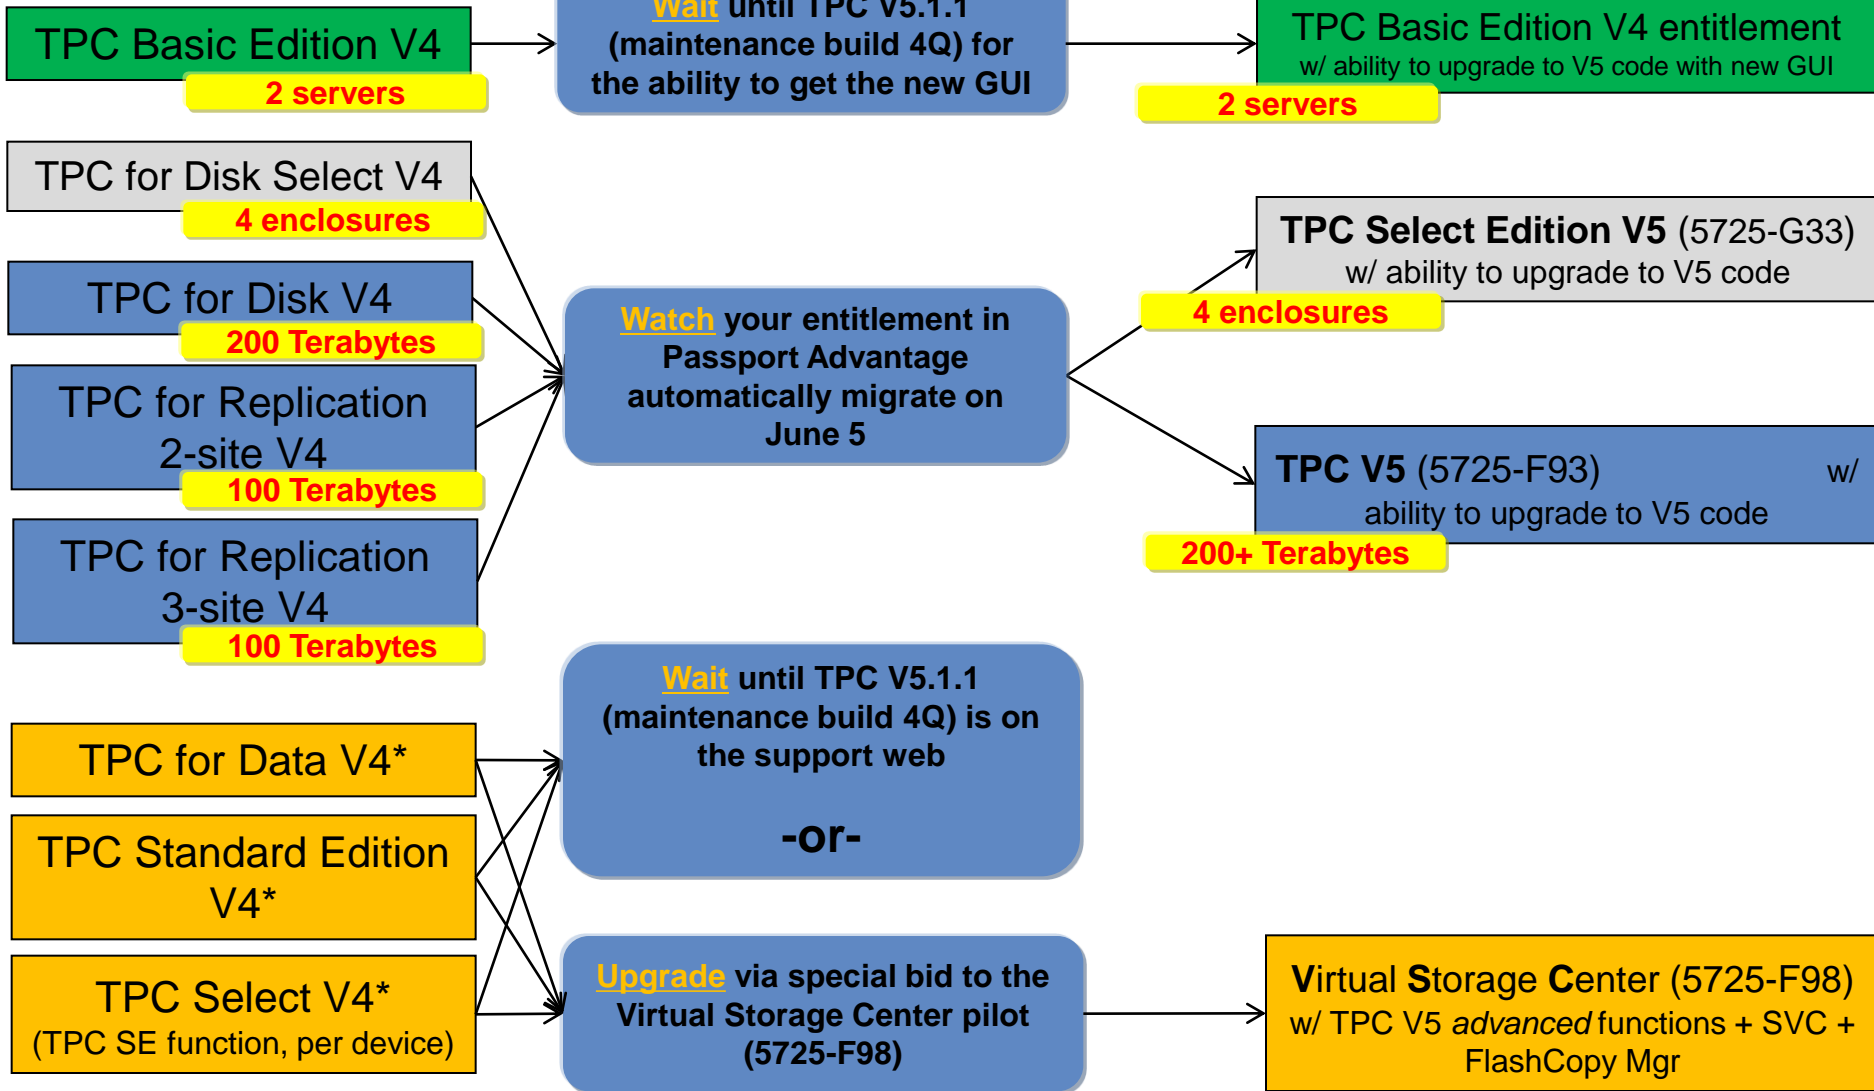 TPC Basic Edition V4
2 servers
Wait until TPC V5.1.1
(maintenance build 4Q) for
the ability to get the new GUI
TPC Basic Edition V4 entitlement
w/ ability to upgrade to V5 code with new GUI
2 servers
TPC for Disk Select V4
4 enclosures
TPC for Disk V4
200 Terabytes
TPC for Replication
2-site V4
100 Terabytes
TPC for Replication
3-site V4
100 Terabytes
Watch your entitlement in
Passport Advantage
automatically migrate on
June 5
TPC Select Edition V5 (5725-G33)
w/ ability to upgrade to V5 code
4 enclosures
TPC V5 (5725-F93) w/
ability to upgrade to V5 code
200+ Terabytes
TPC for Data V4*
TPC Standard Edition
V4*
TPC Select V4*
(TPC SE function, per device)
Wait until TPC V5.1.1
(maintenance build 4Q) is on
the support web
-or-
Upgrade via special bid to the
Virtual Storage Center pilot
(5725-F98)
Virtual Storage Center (5725-F98)
w/ TPC V5 advanced functions + SVC +
FlashCopy Mgr